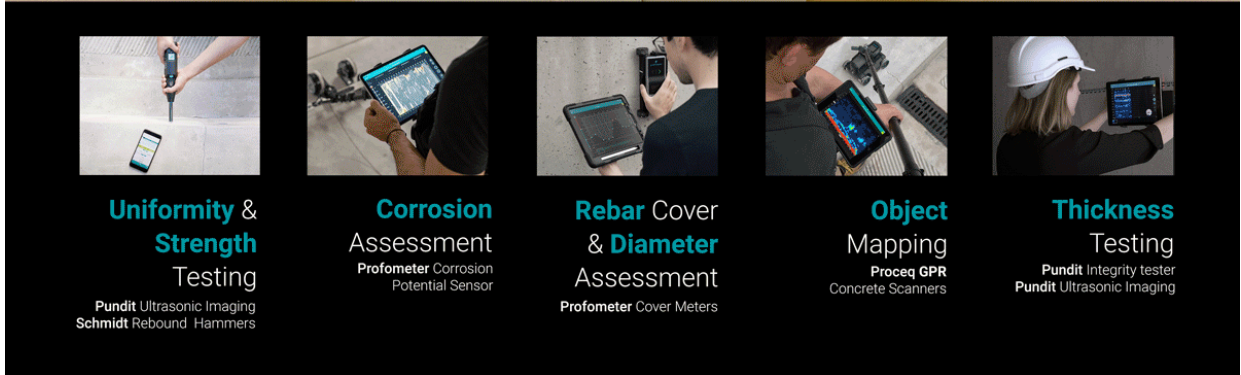 Uniformity &
Strength
Testing
Pundit Ultrasonic Imaging
Schmidt Rebound Hammers
Corrosion
Assessment
Profometer Corrosion
Potential Sensor
Rebar Cover
& Diameter
Assessment
Profometer Cover Meters
Object
Mapping
Proceq GPR
Concrete Scanners
Thickness
Testing
Pundit Integrity tester
Pundit Ultrasonic Imaging